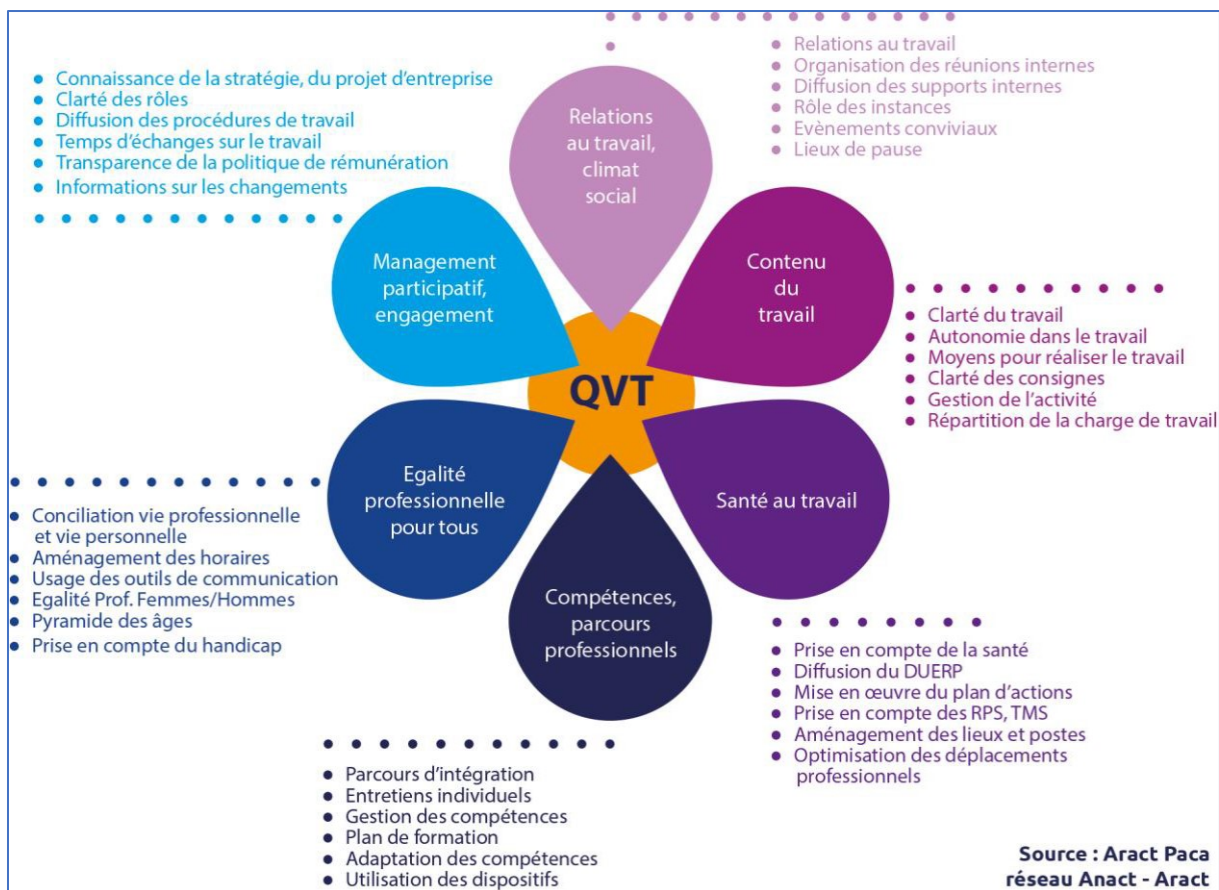 Relations au travail
Organisation des réunions internes
Diffusion des supports internes
Rôle des instances
Evènements conviviaux
Lieux de pause
Connaissance de la stratégie, du projet d'entreprise
Clarté des rôles
Diffusion des procédures de travail
Temps d'échanges sur le travail
Transparence de la politique de rémunération
Informations sur les changements
Relations
au travail,
climat
social
Management
participatif,
engagement
Contenu
du
travail
Clarté du travail
Autonomie dans le travail
Moyens pour réaliser le travail
Clarté des consignes
Gestion de l'activité
Répartition de la charge de travail
QVT
Egalité
professionnelle
pour tous
Santé au travail
Conciliation vie professionnelle
et vie personnelle
Aménagement des horaires
Usage des outils de communication
Egalité Prof. Femmes/Hommes
Pyramide des âges
Prise en compte du handicap
Compétences,
parcours
professionnels
Prise en compte de la santé
Diffusion du DUERP
Mise en œuvre du plan d'actions
Prise en compte des RPS, TMS
Aménagement des lieux et postes
Optimisation des déplacements
professionnels
Parcours d'intégration
Entretiens individuels
Gestion des compétences
Plan de formation
Adaptation des compétences
Utilisation des dispositifs
Source : Aract Paca
réseau Anact - Aract